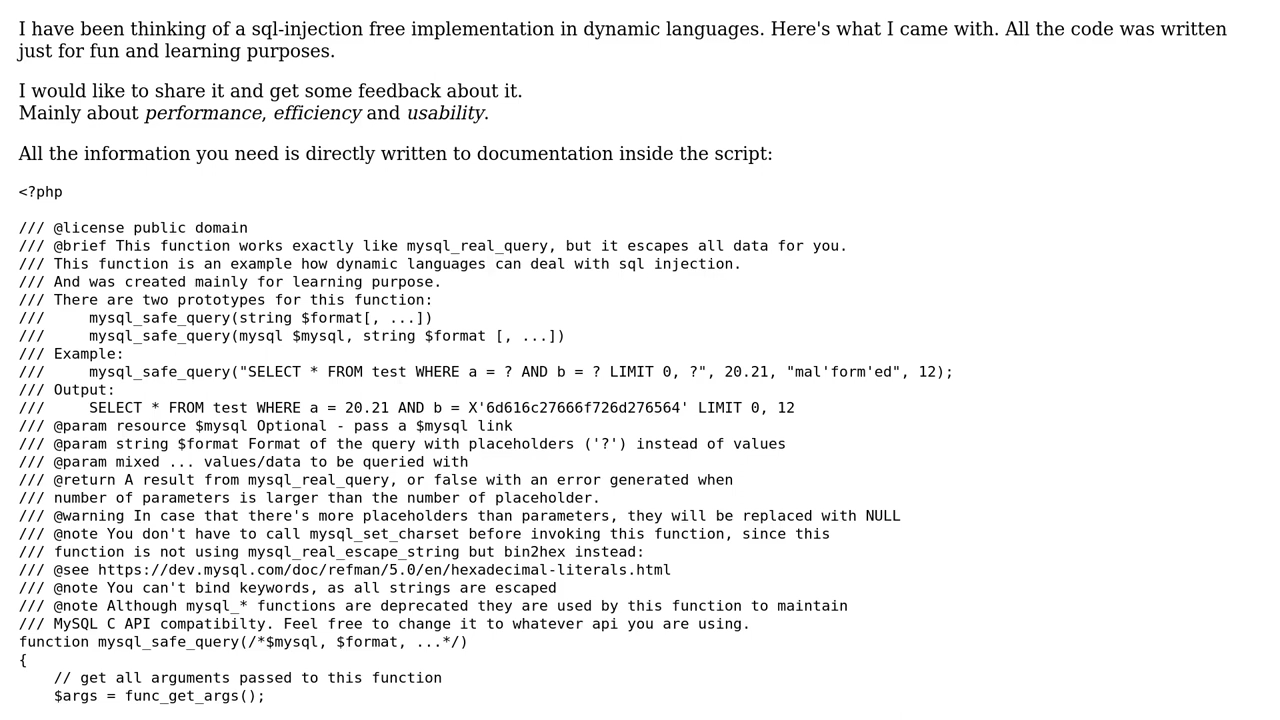 I have been thinking of a sql-injection free implementation in dynamic languages. Here's what I came with. All the code was written
just for fun and learning purposes.
I would like to share it and get some feedback about it.
Mainly about performance, efficiency and usability.
All the information you need is directly written to documentation inside the script:
<?php
/// @license public domain
/// @brief This function works exactly like mysql_real_query, but it escapes all data for you.
/// This function is an example how dynamic languages can deal with sql injection.
/// And was created mainly for learning purpose.
/// There are two prototypes for this function:
///     mysql_safe_query(string $format[, ...])
///     mysql_safe_query(mysql $mysql, string $format [, ...])
/// Example:
///     mysql_safe_query("SELECT * FROM test WHERE a = ? AND b = ? LIMIT 0, ?", 20.21, "mal'form'ed", 12);
/// Output:
///     SELECT * FROM test WHERE a = 20.21 AND b = X'6d616c27666f726d276564' LIMIT 0, 12
/// @param resource $mysql Optional - pass a $mysql link
/// @param string $format Format of the query with placeholders ('?') instead of values
/// @param mixed ... values/data to be queried with
/// @return A result from mysql_real_query, or false with an error generated when
/// number of parameters is larger than the number of placeholder.
/// @warning In case that there's more placeholders than parameters, they will be replaced with NULL
/// @note You don't have to call mysql_set_charset before invoking this function, since this
/// function is not using mysql_real_escape_string but bin2hex instead:
/// @see https://dev.mysql.com/doc/refman/5.0/en/hexadecimal-literals.html
/// @note You can't bind keywords, as all strings are escaped
/// @note Although mysql_* functions are deprecated they are used by this function to maintain
/// MySQL C API compatibilty. Feel free to change it to whatever api you are using.
function mysql_safe_query(/*$mysql, $format, ...*/)
{
    // get all arguments passed to this function
    $args = func_get_args();